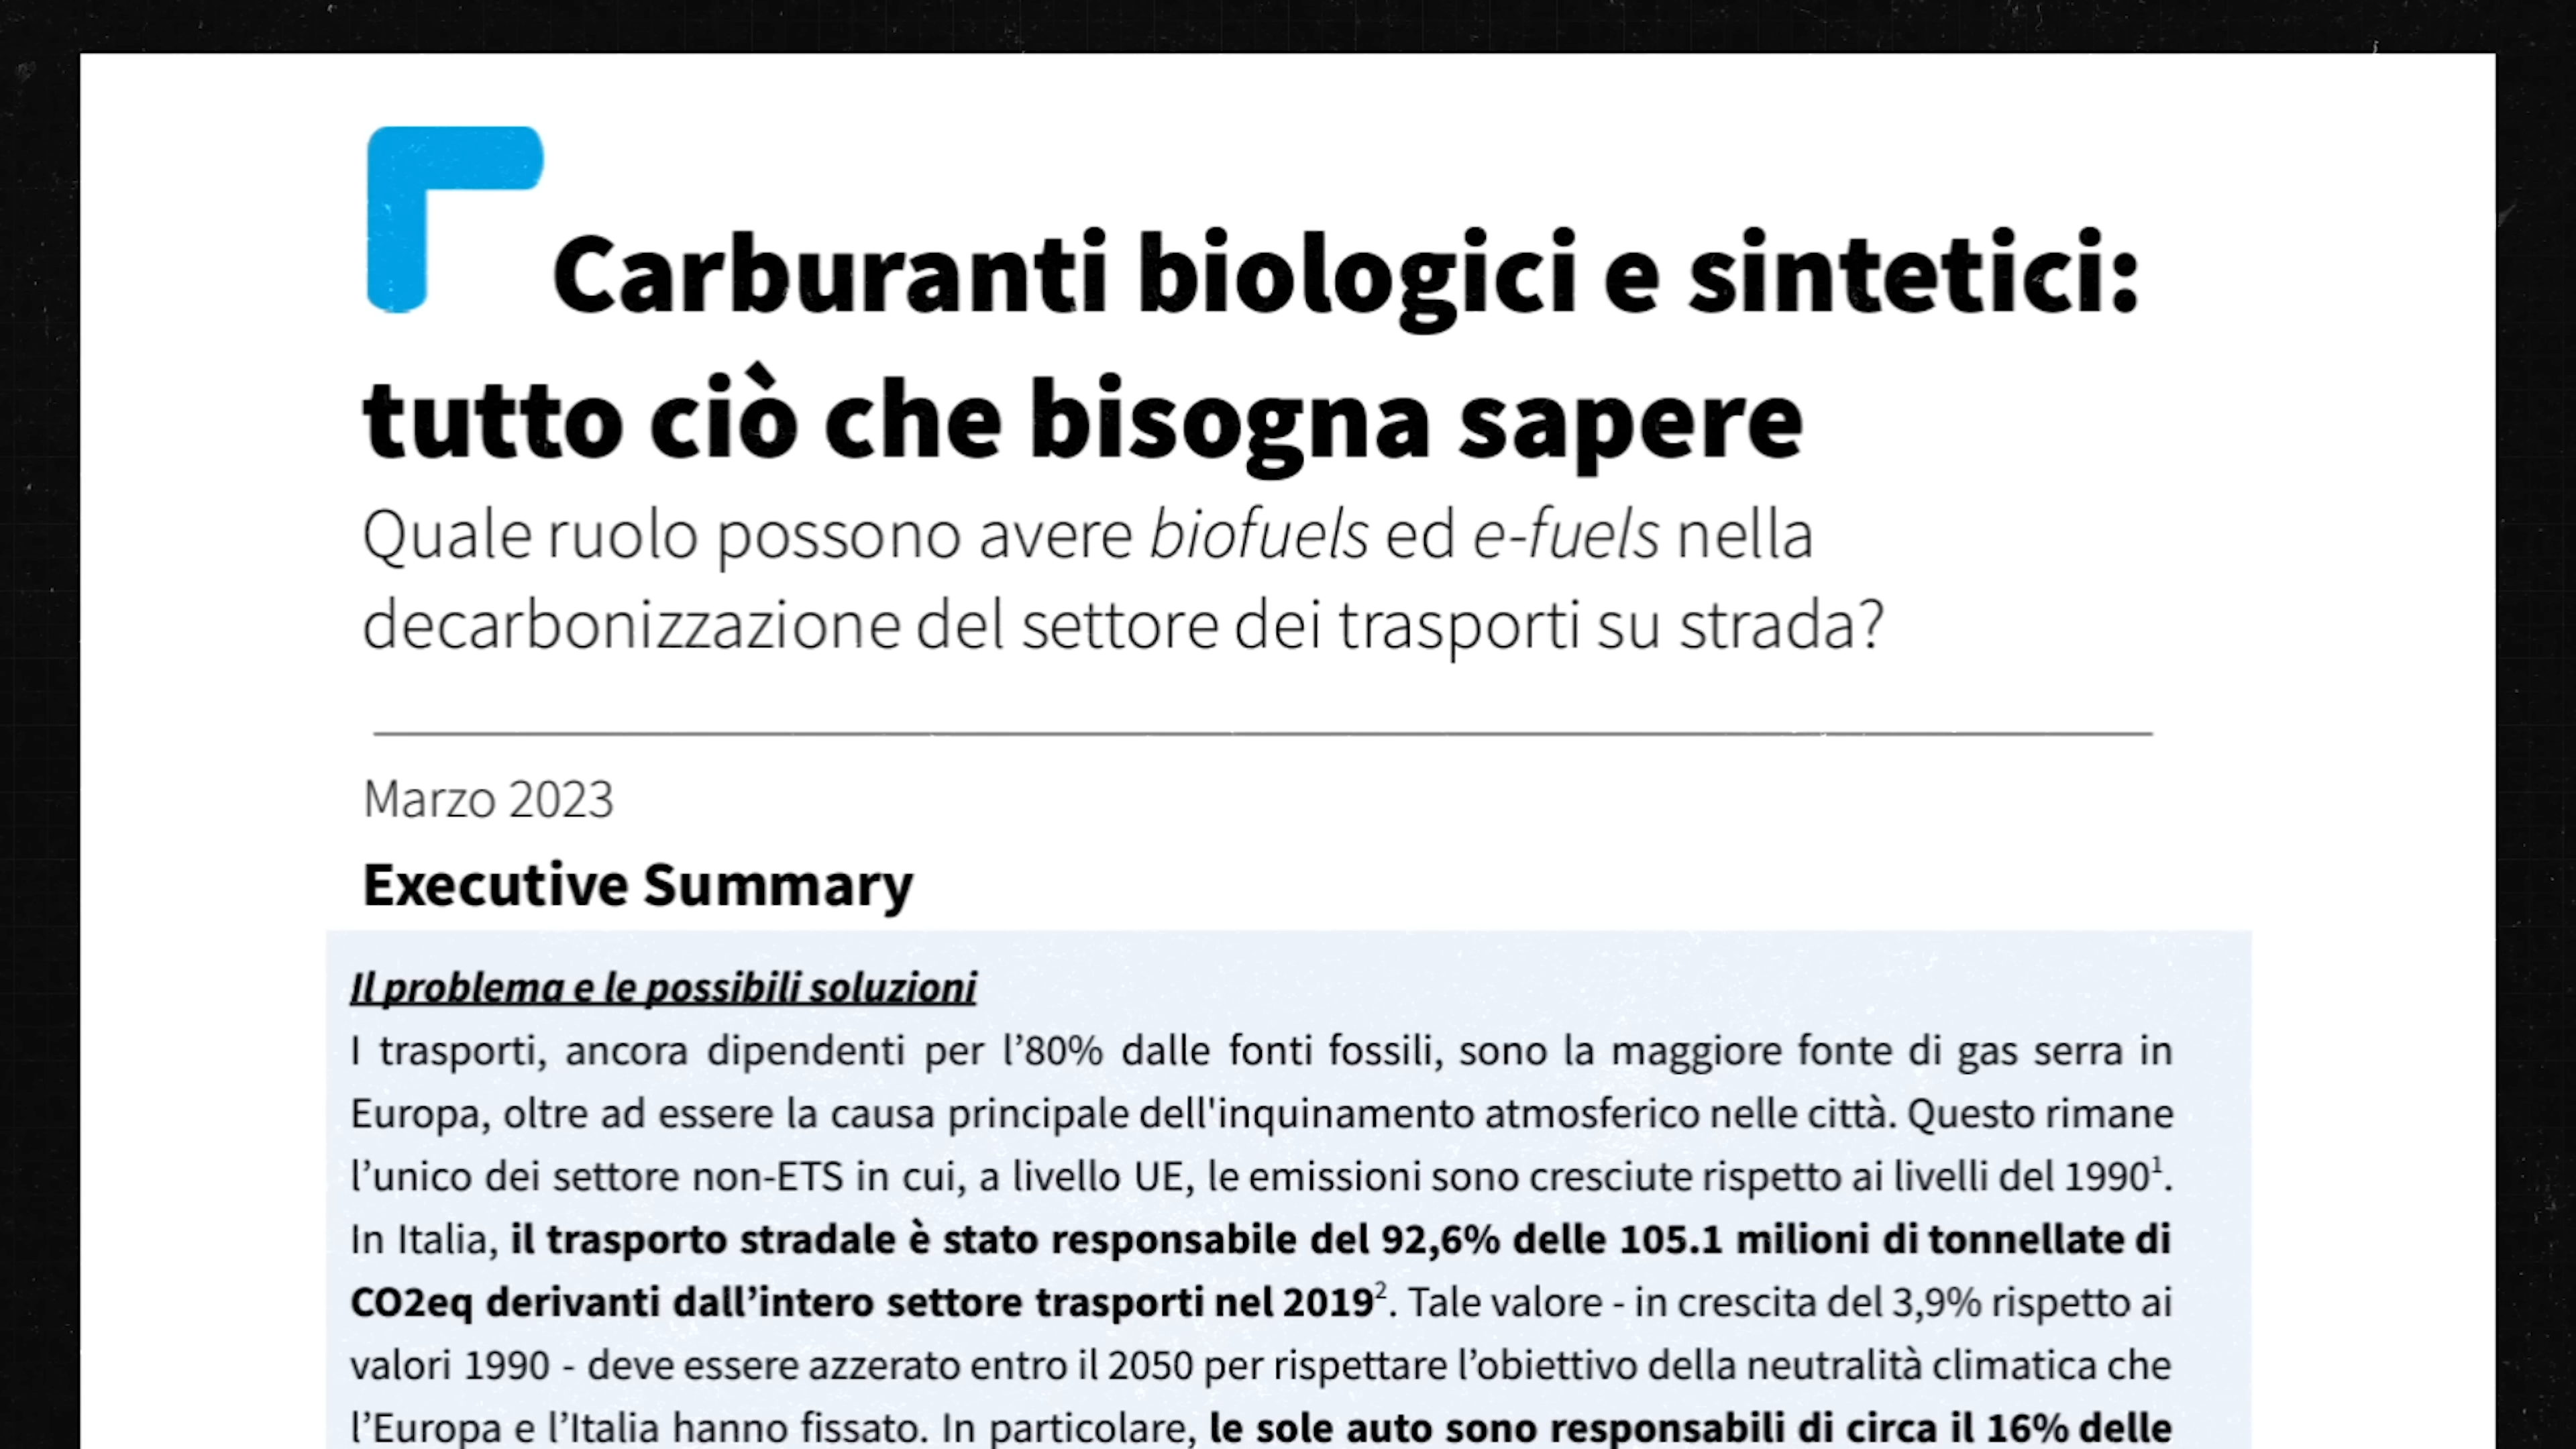 Carburanti biologici e sintetici:
tutto ciò che bisogna sapere
Quale ruolo possono avere biofuels ed e-fuels nella
decarbonizzazione del settore dei trasporti su strada?
Marzo 2023
Executive Summary
Il problema e le possibili soluzioni
I trasporti, ancora dipendenti per l’80% dalle fonti fossili, sono la maggiore fonte di gas serra in
Europa, oltre ad essere la causa principale dell'inquinamento atmosferico nelle città. Questo rimane
l’unico dei settore non-ETS in cui, a livello UE, le emissioni sono cresciute rispetto ai livelli del 1990¹.
In Italia, il trasporto stradale è stato responsabile del 92,6% delle 105.1 milioni di tonnellate di
CO2eq derivanti dall’intero settore trasporti nel 2019². Tale valore - in crescita del 3,9% rispetto ai
valori 1990 - deve essere azzerato entro il 2050 per rispettare l’obiettivo della neutralità climatica che
l’Europa e l’Italia hanno fissato. In particolare, le sole auto sono responsabili di circa il 16% delle